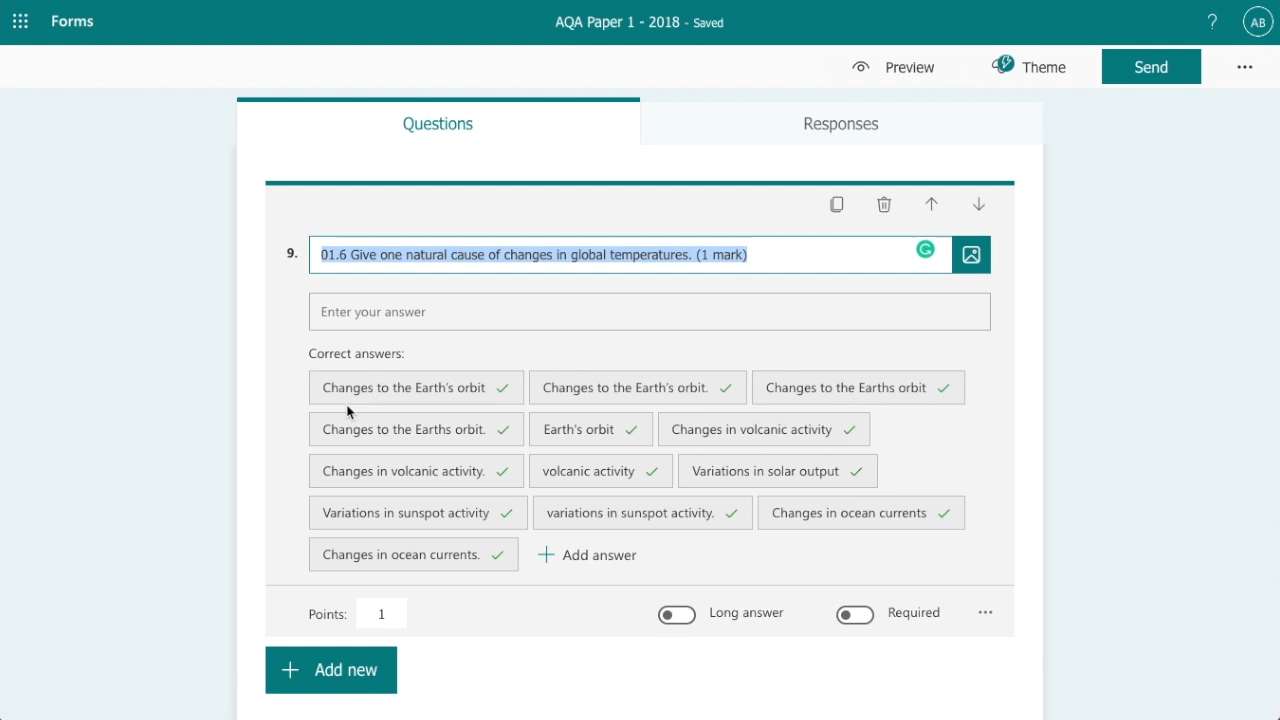 Forms
AQA Paper 1 - 2018 - Saved
?
AB
Preview
Theme
Send
Questions
Responses
9.
01.6 Give one natural cause of changes in global temperatures. (1 mark)
Enter your answer
Correct answers:
Changes to the Earth's orbit
Changes to the Earth's orbit.
Changes to the Earths orbit
Changes to the Earths orbit.
Earth's orbit
Changes in volcanic activity
Changes in volcanic activity.
volcanic activity
Variations in solar output
Variations in sunspot activity
variations in sunspot activity.
Changes in ocean currents
Changes in ocean currents.
Add answer
Points: 1
Long answer
Required
Add new